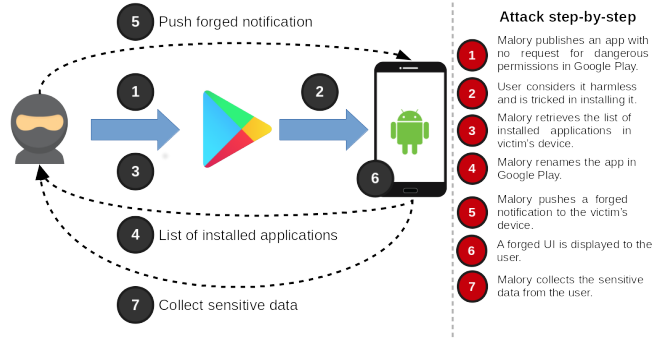 5 Push forged notification
1
2
3
6
4 List of installed applications
7 Collect sensitive data
Attack step-by-step
1 Malory publishes an app with
no request for dangerous
permissions in Google Play.
2 User considers it harmless
and is tricked in installing it.
3 Malory retrieves the list of
installed applications in
victim's device.
4 Malory renames the app in
Google Play.
5 Malory pushes a forged
notification to the victim's
device.
6 A forged UI is displayed to the
user.
7 Malory collects the sensitive
data from the user.